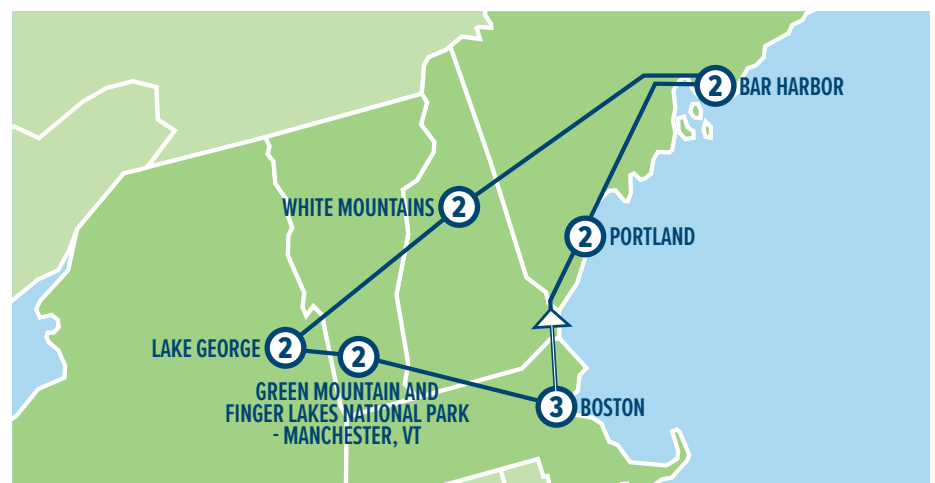 2 BAR HARBOR
WHITE MOUNTAINS 2
2 PORTLAND
LAKE GEORGE 2
2
GREEN MOUNTAIN AND
FINGER LAKES NATIONAL PARK
- MANCHESTER, VT
3 BOSTON